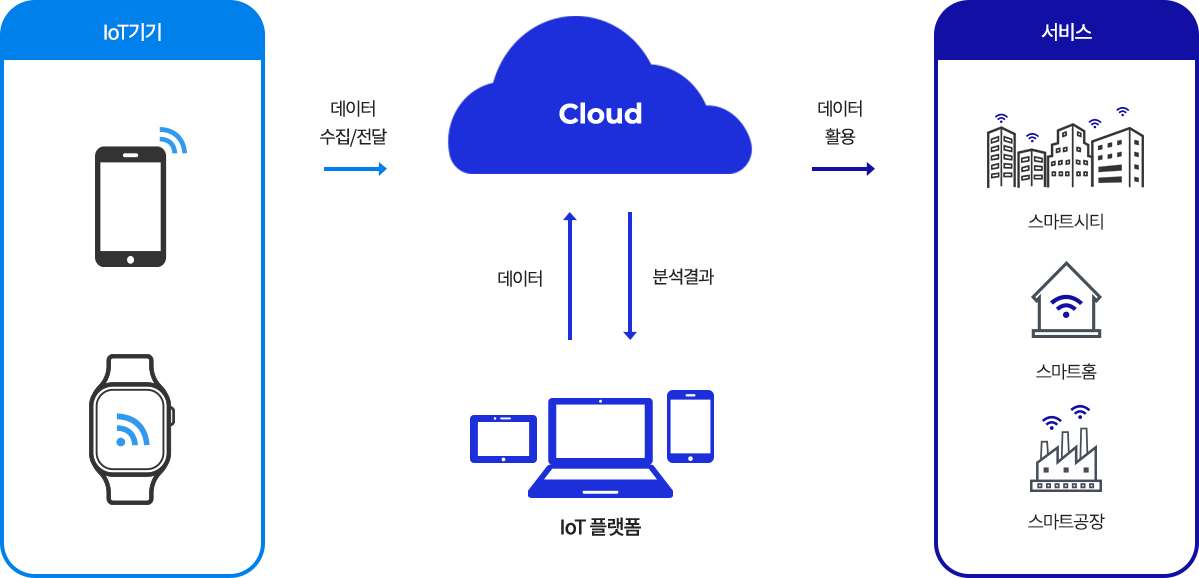 IoT기기
데이터
수집/전달
Cloud
데이터
활용
데이터
분석결과
IoT 플랫폼
서비스
스마트시티
스마트홈
스마트공장